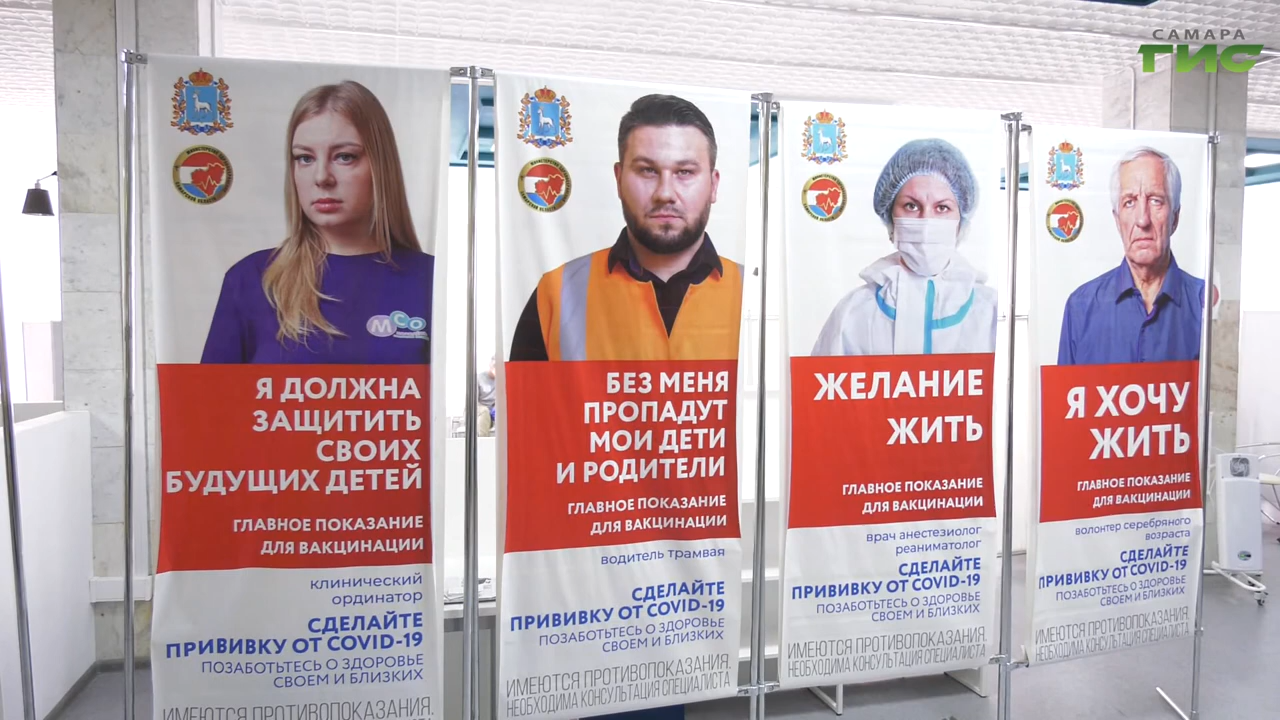 САМАРА
ГИС
Я ДОЛЖНА
ЗАЩИТИТЬ
СВОИХ
БУДУЩИХ ДЕТЕЙ
ГЛАВНОЕ ПОКАЗАНИЕ
ДЛЯ ВАКЦИНАЦИИ
клинический
ординатор
СДЕЛАЙТЕ
ПРИВИВКУ ОТ COVID-19
ПОЗАБОТЬТЕСЬ О ЗДОРОВЬЕ
СВОЕМ И БЛИЗКИХ
ИМЕЮТСЯ ПРОТИВОПОКАЗАНИЯ.
БЕЗ МЕНЯ
ПРОПАДУТ
МОИ ДЕТИ
И РОДИТЕЛИ
ГЛАВНОЕ ПОКАЗАНИЕ
ДЛЯ ВАКЦИНАЦИИ
водитель трамвая
СДЕЛАЙТЕ
ПРИВИВКУ ОТ COVID-19
ПОЗАБОТЬТЕСЬ О ЗДОРОВЬЕ
СВОЕМ И БЛИЗКИХ
ИМЕЮТСЯ ПРОТИВОПОКАЗАНИЯ.
НЕОБХОДИМА КОНСУЛЬТАЦИЯ СПЕЦИАЛИСТА
ЖЕЛАНИЕ
ЖИТЬ
ГЛАВНОЕ ПОКАЗАНИЕ
ДЛЯ ВАКЦИНАЦИИ
врач анестезиолог
реаниматолог
СДЕЛАЙТЕ
ПРИВИВКУ ОТ COVID-19
ПОЗАБОТЬТЕСЬ О ЗДОРОВЬЕ
СВОЕМ И БЛИЗКИХ
ИМЕЮТСЯ ПРОТИВОПОКАЗАНИЯ.
НЕОБХОДИМА КОНСУЛЬТАЦИЯ СПЕЦИАЛИСТА
Я ХОЧУ
ЖИТЬ
ГЛАВНОЕ ПОКАЗАНИЕ
ДЛЯ ВАКЦИНАЦИИ
волонтер серебряного
возраста
СДЕЛАЙТЕ
ПРИВИВКУ ОТ COVID-19
ПОЗАБОТЬТЕСЬ О ЗДОРОВЬЕ
СВОЕМ И БЛИЗКИХ
ИМЕЮТСЯ ПРОТИВОПОКАЗАНИЯ.
НЕОБХОДИМА КОНСУЛЬТАЦИЯ СПЕЦИАЛИСТА